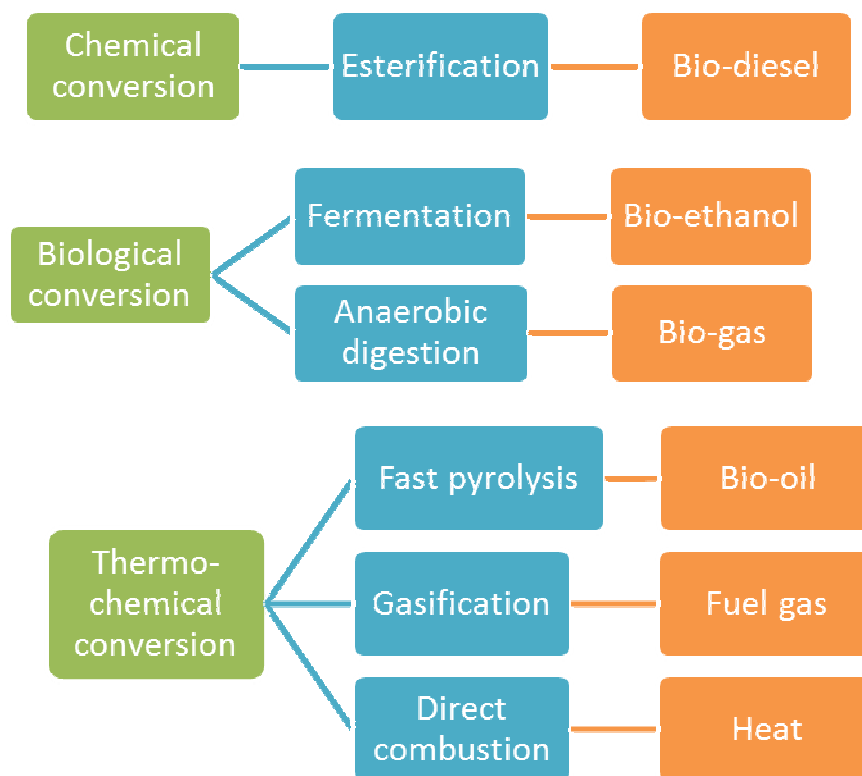 Chemical
conversion
Esterification
Bio-diesel
Biological
conversion
Fermentation
Bio-ethanol
Anaerobic
digestion
Bio-gas
Thermo-
chemical
conversion
Fast pyrolysis
Bio-oil
Gasification
Fuel gas
Direct
combustion
Heat